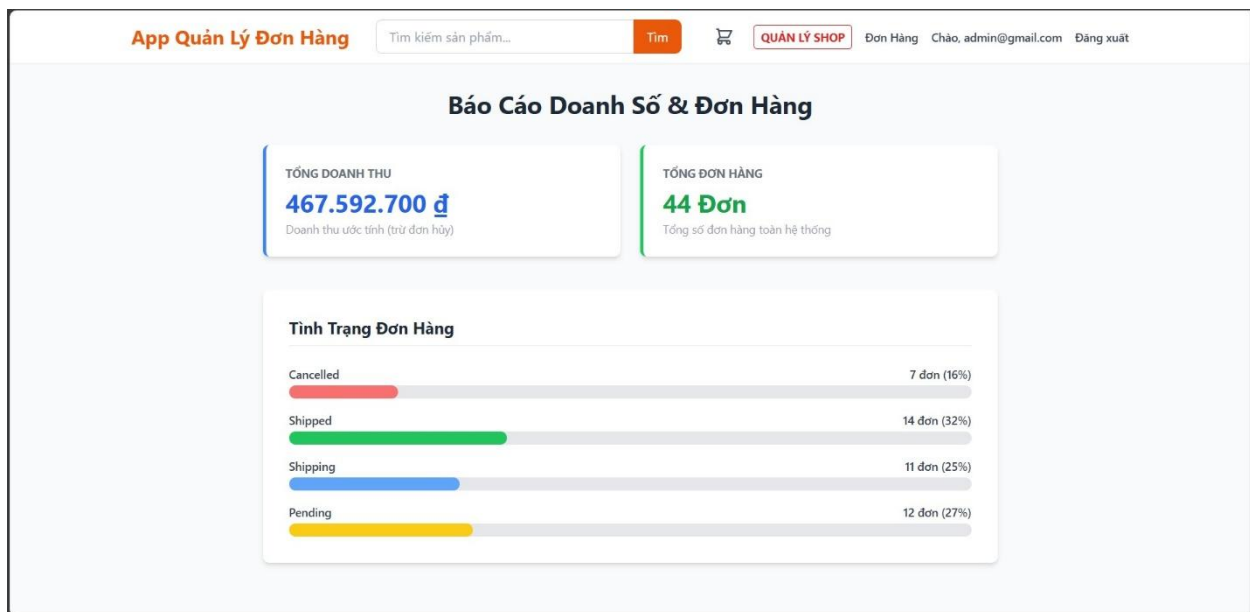 App Quản Lý Đơn Hàng
Tìm kiếm sản phẩm...
Tìm
QUẢN LÝ SHOP
Đơn Hàng
Chào, admin@gmail.com
Đăng xuất
Báo Cáo Doanh Số & Đơn Hàng
TỔNG DOANH THU
467.592.700 ₫
Doanh thu ước tính (trừ đơn hủy)
TỔNG ĐƠN HÀNG
44 Đơn
Tổng số đơn hàng toàn hệ thống
Tình Trạng Đơn Hàng
Cancelled 7 đơn (16%)
Shipped 14 đơn (32%)
Shipping 11 đơn (25%)
Pending 12 đơn (27%)